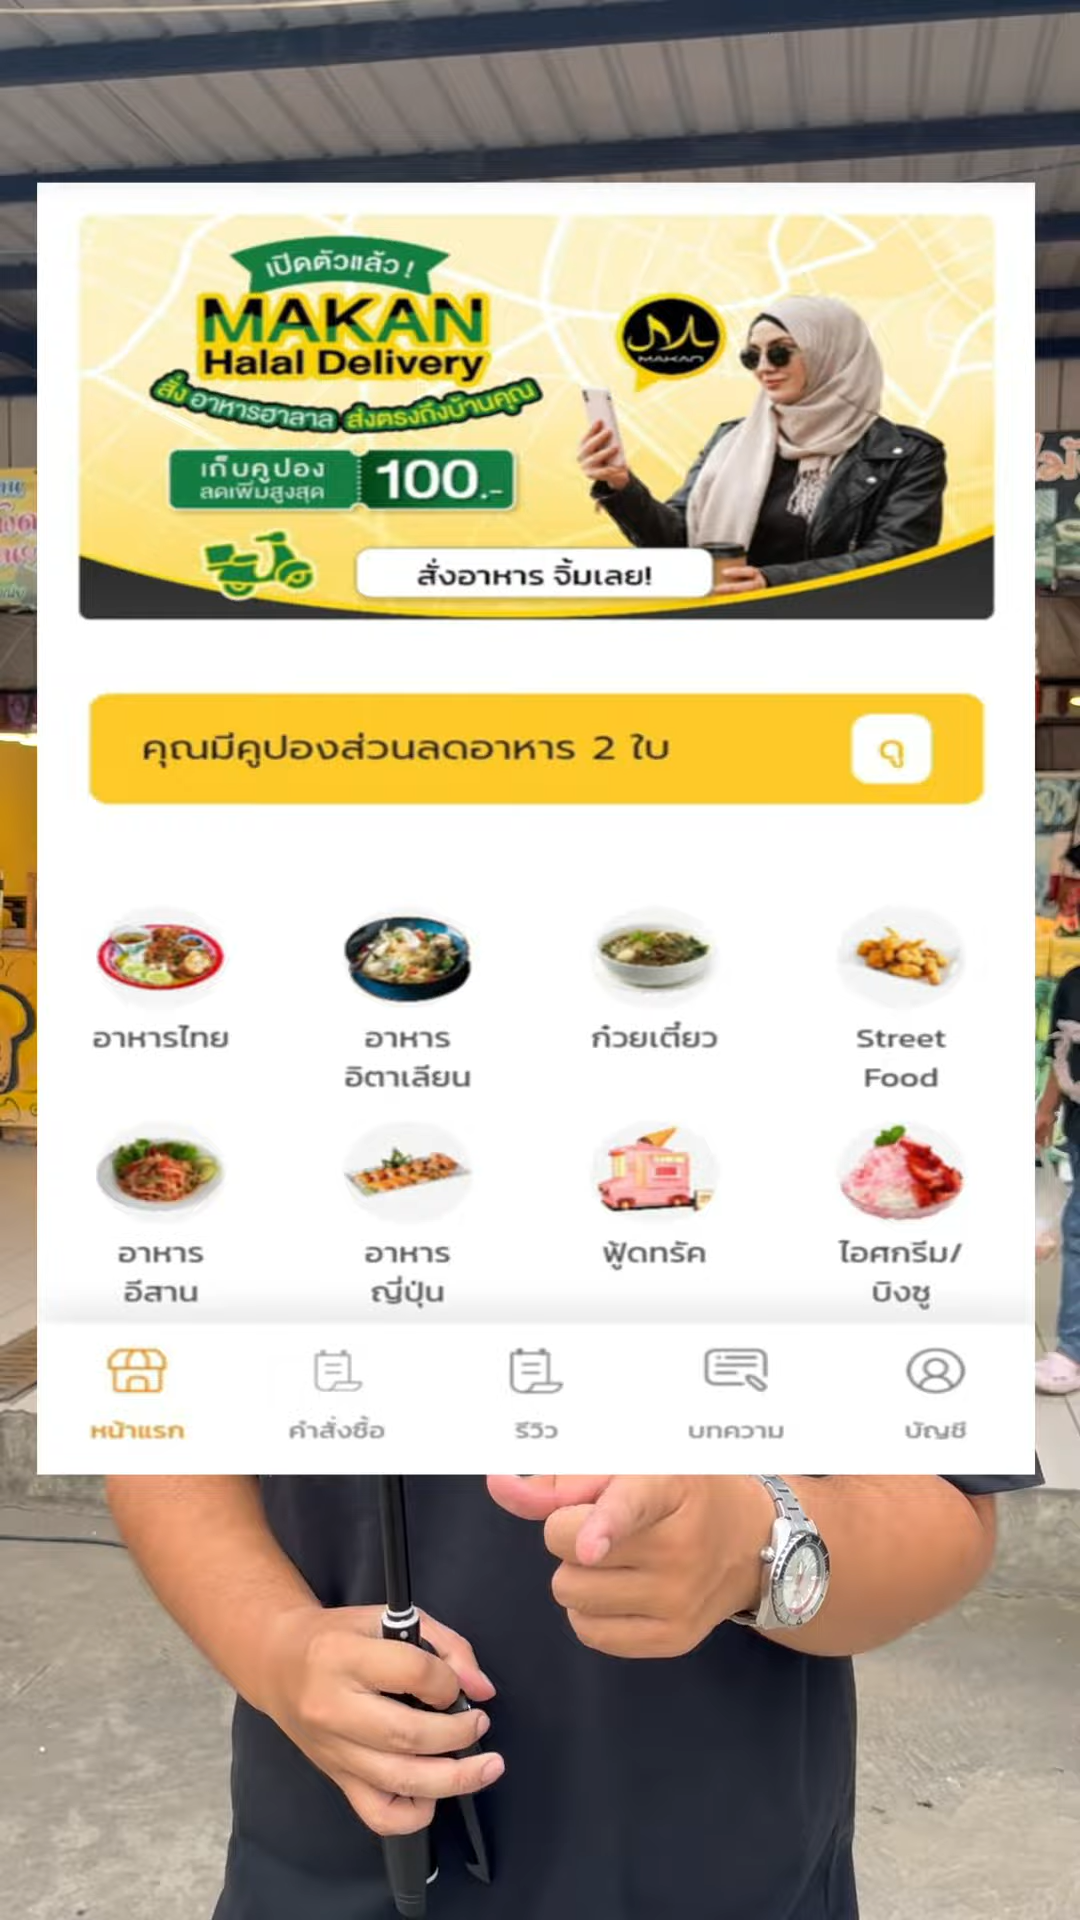 เปิดตัวแล้ว!
MAKAN
Halal Delivery
สั่งอาหารฮาลาล ส่งตรงถึงบ้านคุณ
เก็บคูปอง
ลดเพิ่มสูงสุด
100.-
MAKAN
สั่งอาหาร จิ้มเลย!
คุณมีคูปองส่วนลดอาหาร 2 ใบ
ดู
อาหารไทย
อาหาร
อิตาเลียน
ก๋วยเตี๋ยว
Street
Food
อาหาร
อีสาน
อาหาร
ญี่ปุ่น
ฟู้ดทรัค
ไอศกรีม/
บิงซู
หน้าแรก
คำสั่งซื้อ
รีวิว
บทความ
บัญชี